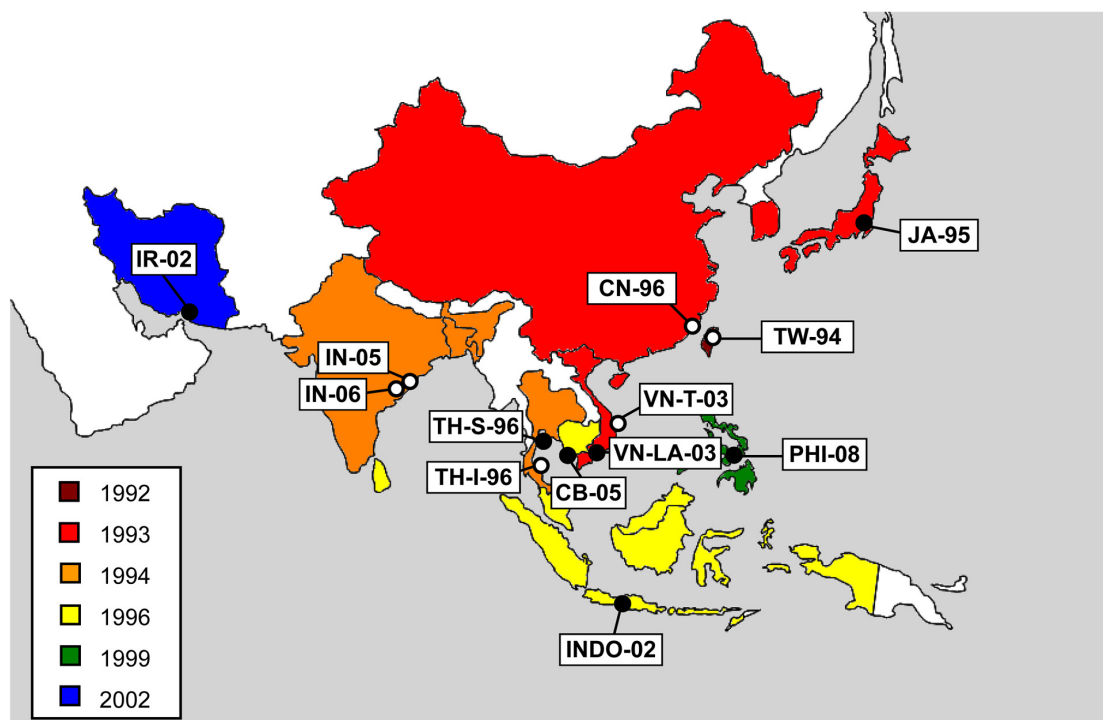 JA-95
IR-02
CN-96
TW-94
IN-05
IN-06
VN-T-03
TH-S-96
VN-LA-03
PHI-08
TH-I-96
CB-05
INDO-02
1992
1993
1994
1996
1999
2002